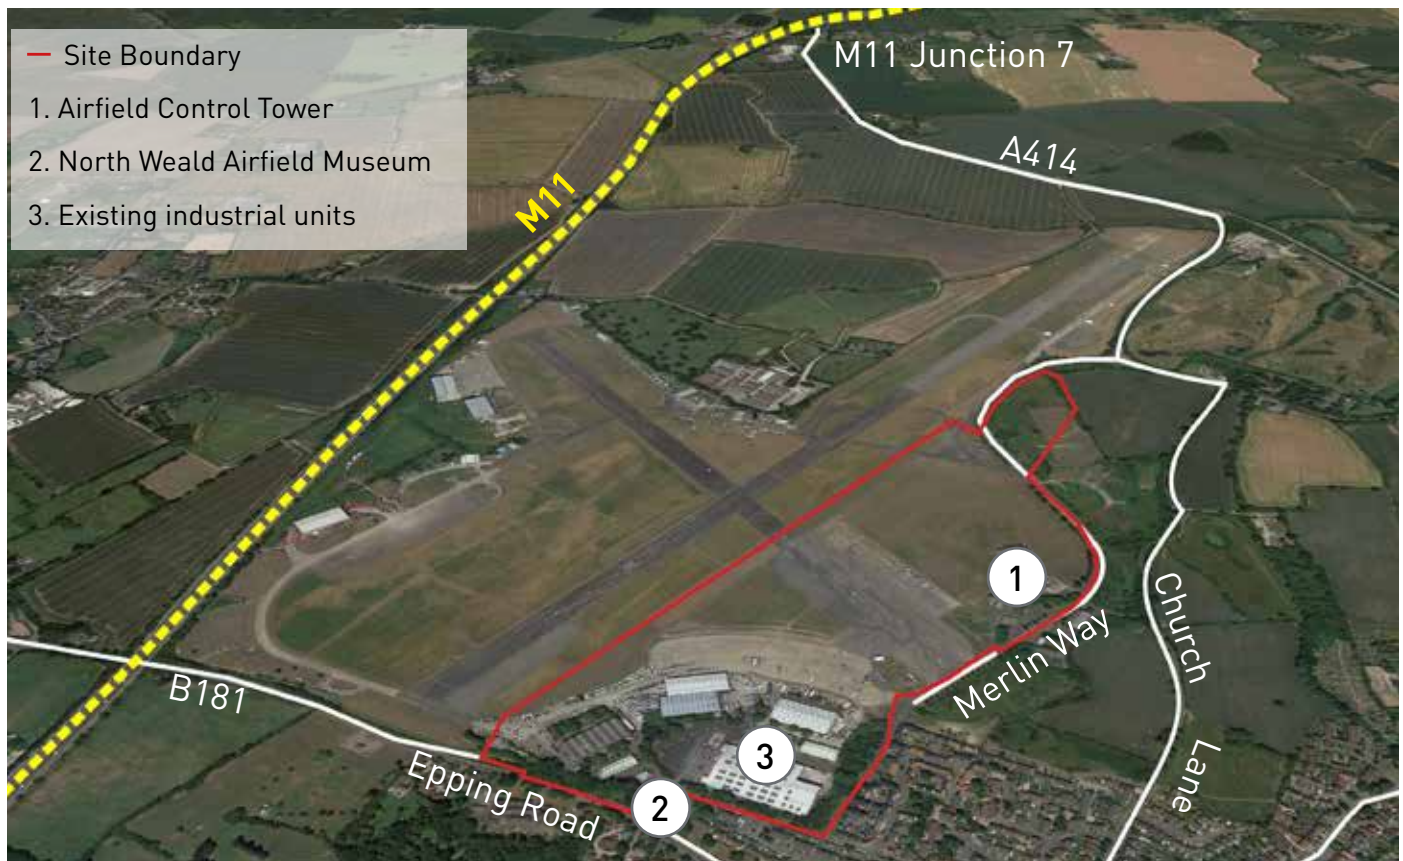 Site Boundary
1. Airfield Control Tower
2. North Weald Airfield Museum
3. Existing industrial units
M11 Junction 7
A414
M11
1
Merlin Way
Church Lane
B181
Epping Road
2
3